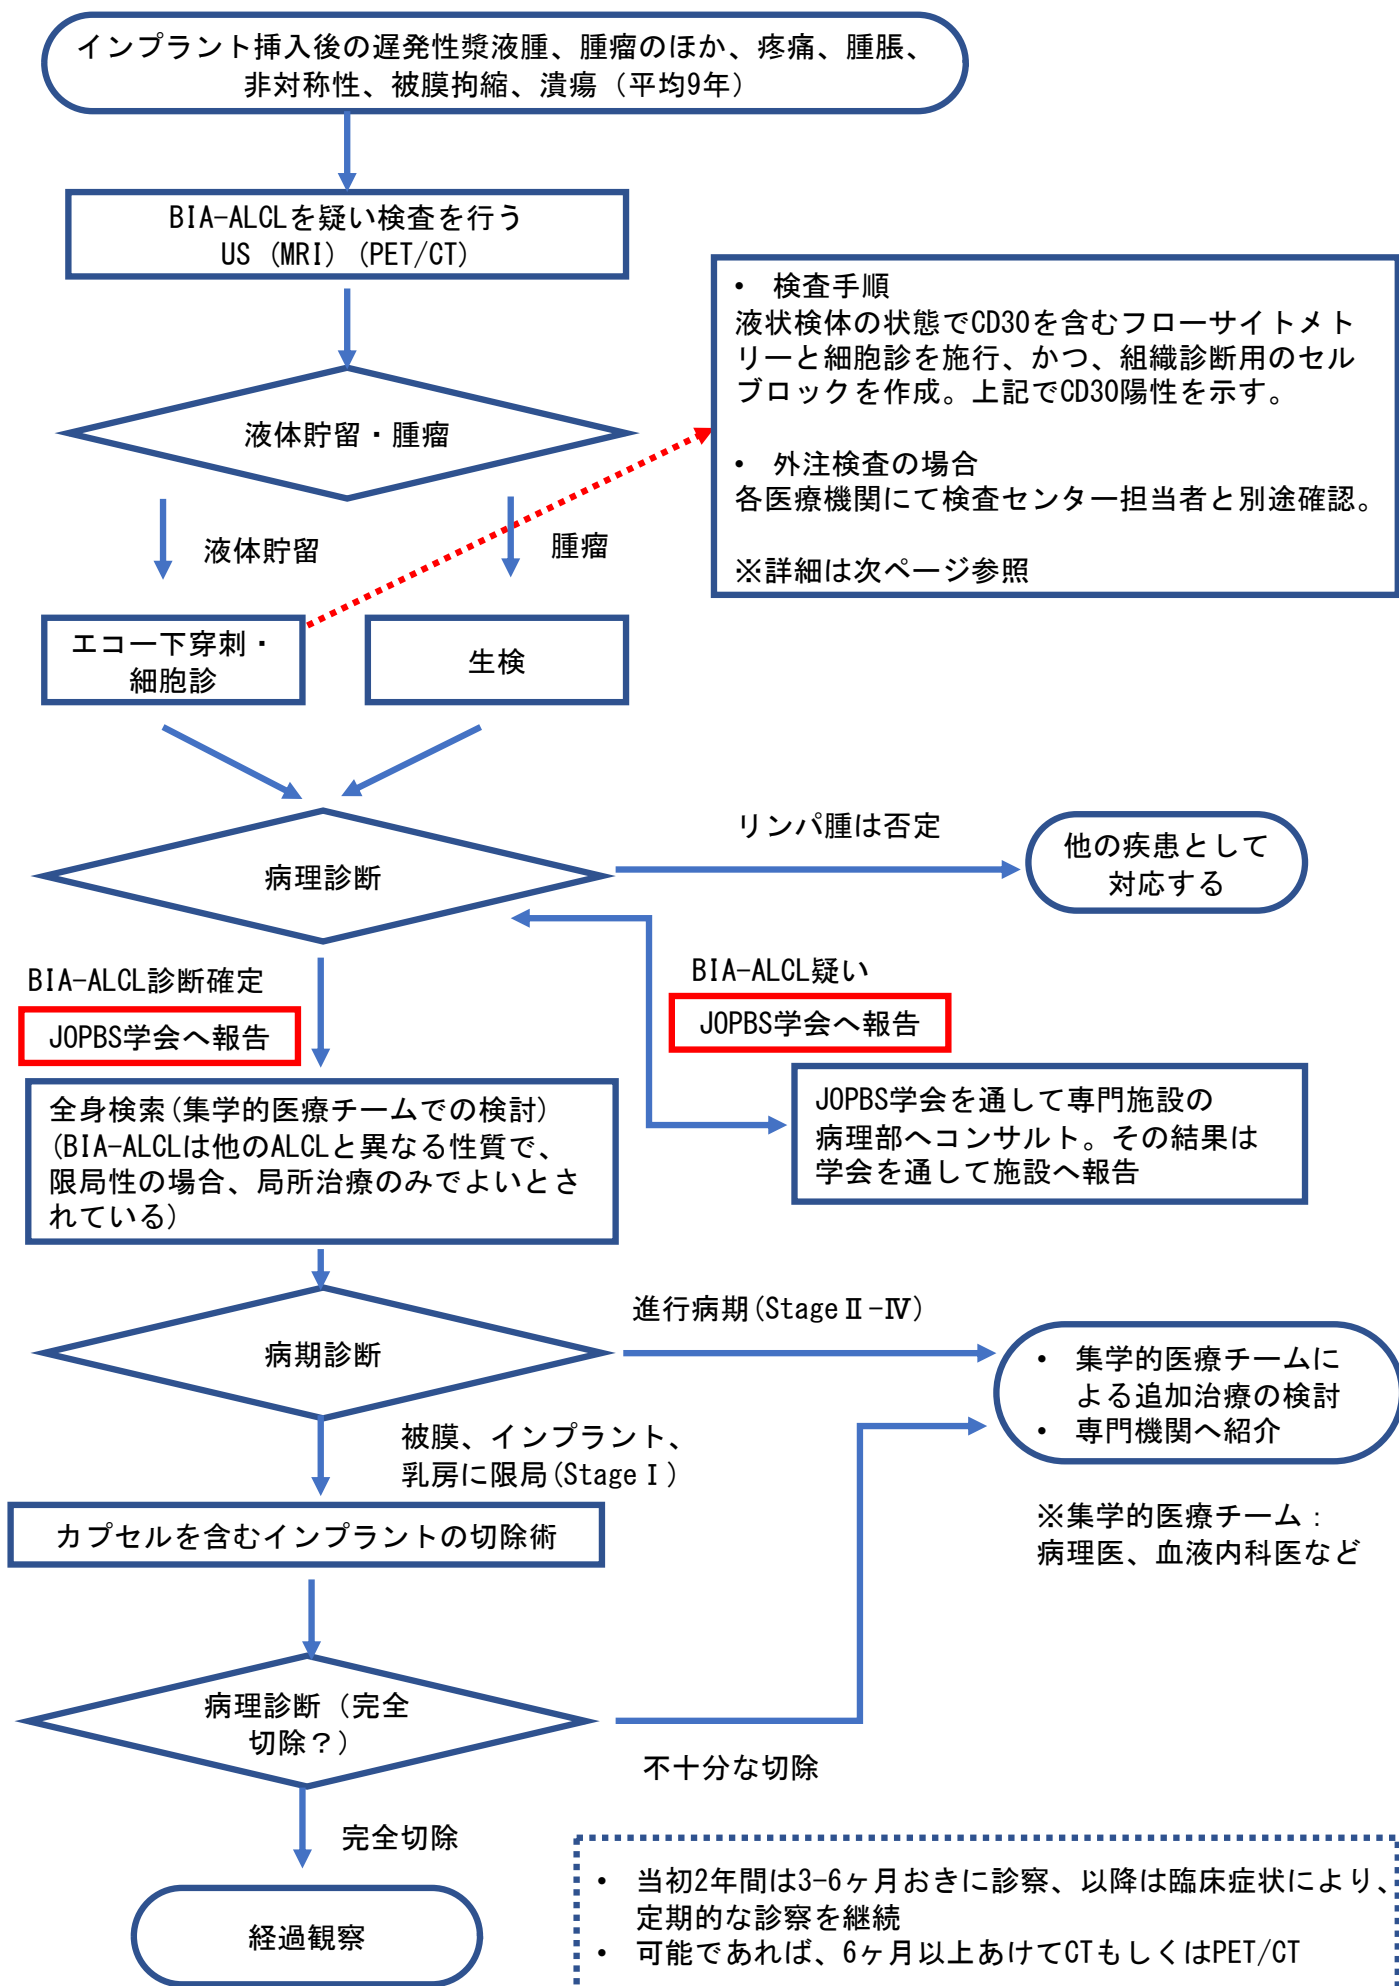 インプラント挿入後の遅発性漿液腫、腫瘤のほか、疼痛、腫脹、
非対称性、被膜拘縮、潰瘍（平均9年）
BIA-ALCLを疑い検査を行う
US (MRI) (PET/CT)
• 検査手順
液状検体の状態でCD30を含むフローサイトメト
リーと細胞診を施行、かつ、組織診断用のセル
ブロックを作成。上記でCD30陽性を示す。
• 外注検査の場合
各医療機関にて検査センター担当者と別途確認。
※詳細は次ページ参照
液体貯留・腫瘤
液体貯留
腫瘤
エコー下穿刺・
細胞診
生検
病理診断
リンパ腫は否定
他の疾患として
対応する
BIA-ALCL診断確定
JOPBS学会へ報告
BIA-ALCL疑い
JOPBS学会へ報告
全身検索(集学的医療チームでの検討)
(BIA-ALCLは他のALCLと異なる性質で、
限局性の場合、局所治療のみでよいとさ
れている)
JOPBS学会を通して専門施設の
病理部へコンサルト。その結果は
学会を通して施設へ報告
病期診断
進行病期(StageⅡ-Ⅳ)
• 集学的医療チームに
よる追加治療の検討
• 専門機関へ紹介
被膜、インプラント、
乳房に限局(StageⅠ)
カプセルを含むインプラントの切除術
※集学的医療チーム：
病理医、血液内科医など
病理診断（完全
切除？）
不十分な切除
完全切除
経過観察
• 当初2年間は3-6ヶ月おきに診察、以降は臨床症状により、
定期的な診察を継続
• 可能であれば、6ヶ月以上あけてCTもしくはPET/CT